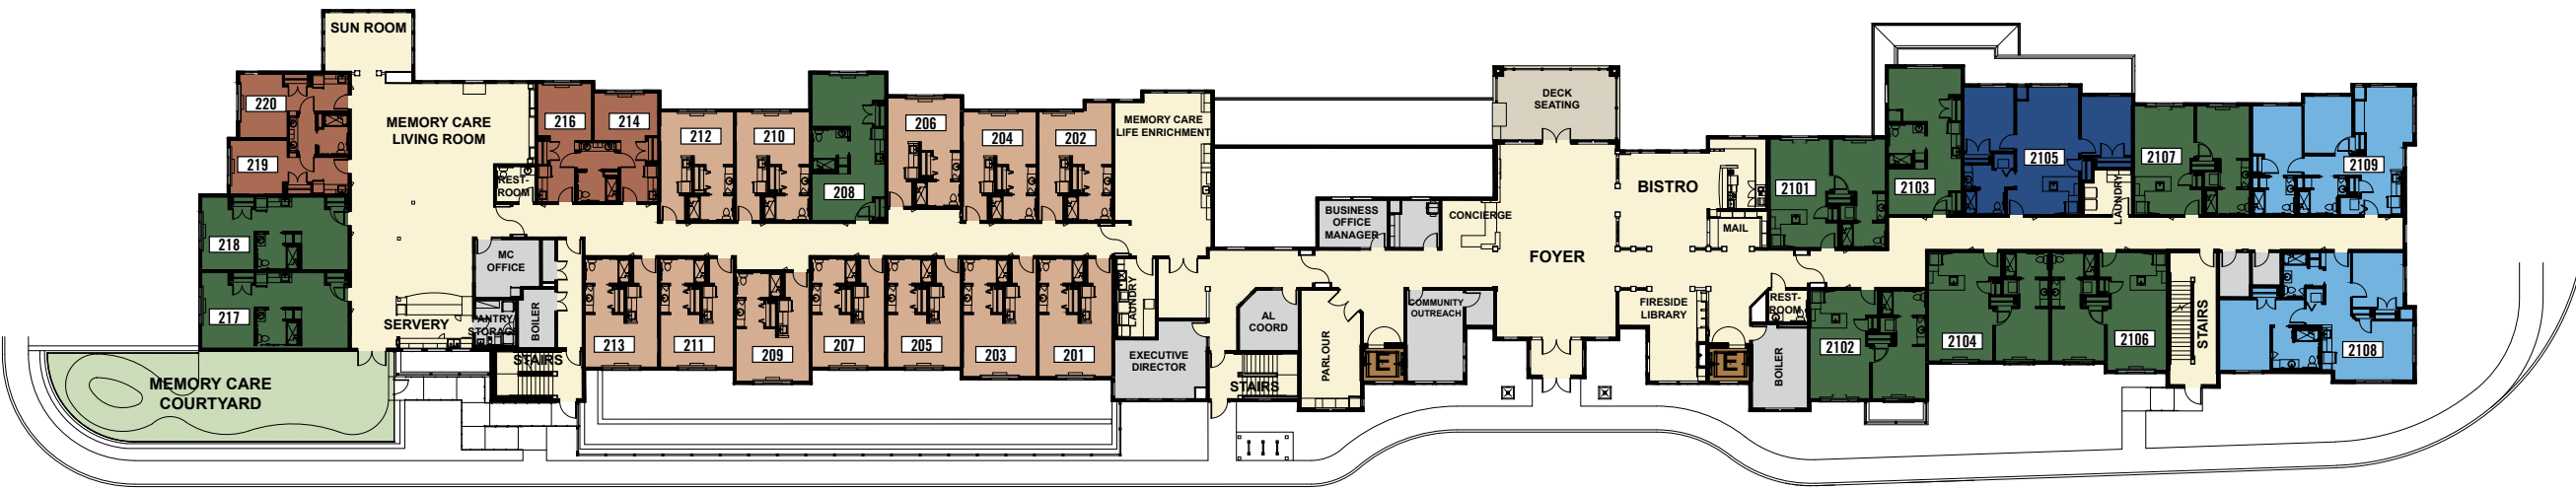 SUN ROOM
220
219
218
217
MEMORY CARE
LIVING ROOM
REST-
ROOM
MC
OFFICE
BOILER
SERVERY
PANTRY
STORAGE
STAIRS
MEMORY CARE
COURTYARD
216
214
212
210
208
206
204
202
MEMORY CARE
LIFE ENRICHMENT
213
211
209
207
205
203
201
LAUNDRY
EXECUTIVE
DIRECTOR
AL
COORD
STAIRS
PARLOUR
E
BUSINESS
OFFICE
MANAGER
CONCIERGE
COMMUNITY
OUTREACH
DECK
SEATING
FOYER
BISTRO
MAIL
FIRESIDE
LIBRARY
E
REST-
ROOM
BOILER
2101
2103
2105
LAUNDRY
2107
2109
2102
2104
2106
STAIRS
2108